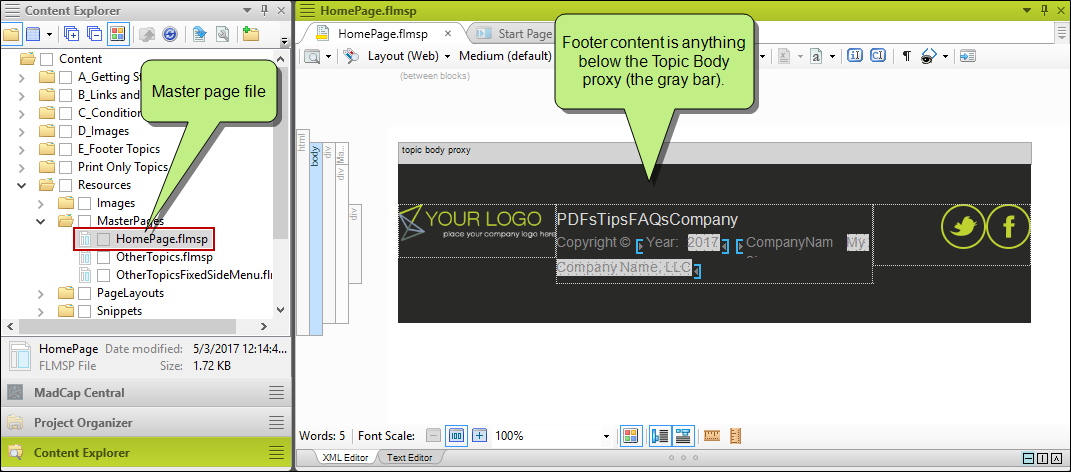 Content Explorer
Content
A_Getting St
B_Links and
C_Condition
D_Images
E_Footer Topics
Print Only Topics
Resources
Images
MasterPages
HomePage.flmsp
OtherTopics.flmsp
OtherTopicsFixedSideMenu.fl
PageLayouts
Snippets
Master page file
HomePage Date modified: 5/3/2017 12:14:4...
FLMSP File Size: 1.72 KB
MadCap Central
Project Organizer
Content Explorer
HomePage.flmsp
HomePage.flmsp
Start Page
Layout (Web)
Medium (default)
Footer content is anything
below the Topic Body
proxy (the gray bar).
(between blocks)
html
body
div
Ma...
div
div
topic body proxy
YOUR LOGO
place your company logo here
PDFsTipsFAQsCompany
Copyright © Year: 2017 CompanyNam My
Company Name, LLC
Words: 5 Font Scale: 100 100%
XML Editor
Text Editor